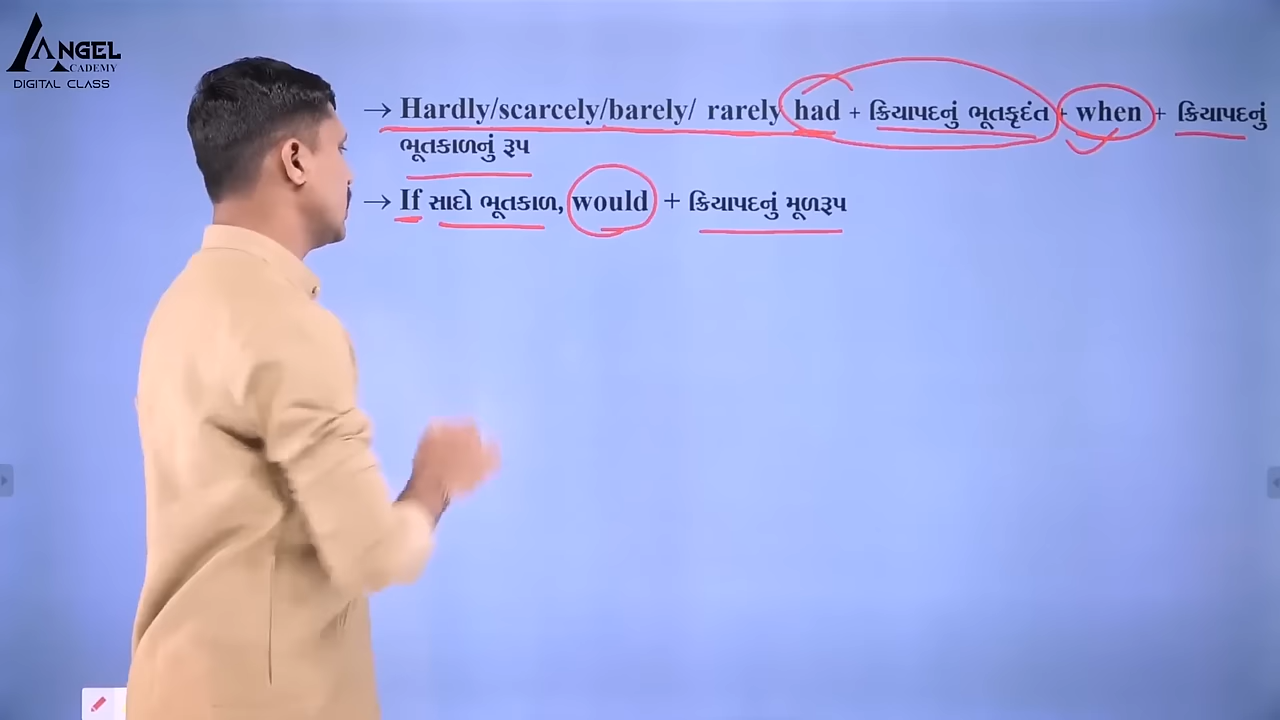 ANGEL
ACADEMY
DIGITAL CLASS
→ Hardly/scarcely/barely/ rarely had + ક્રિયાપદનું ભૂતકૃદંત + when + ક્રિયાપદનું
ભૂતકાળનું રૂપ
→ If સાદો ભૂતકાળ, would + ક્રિયાપદનું મૂળરૂપ